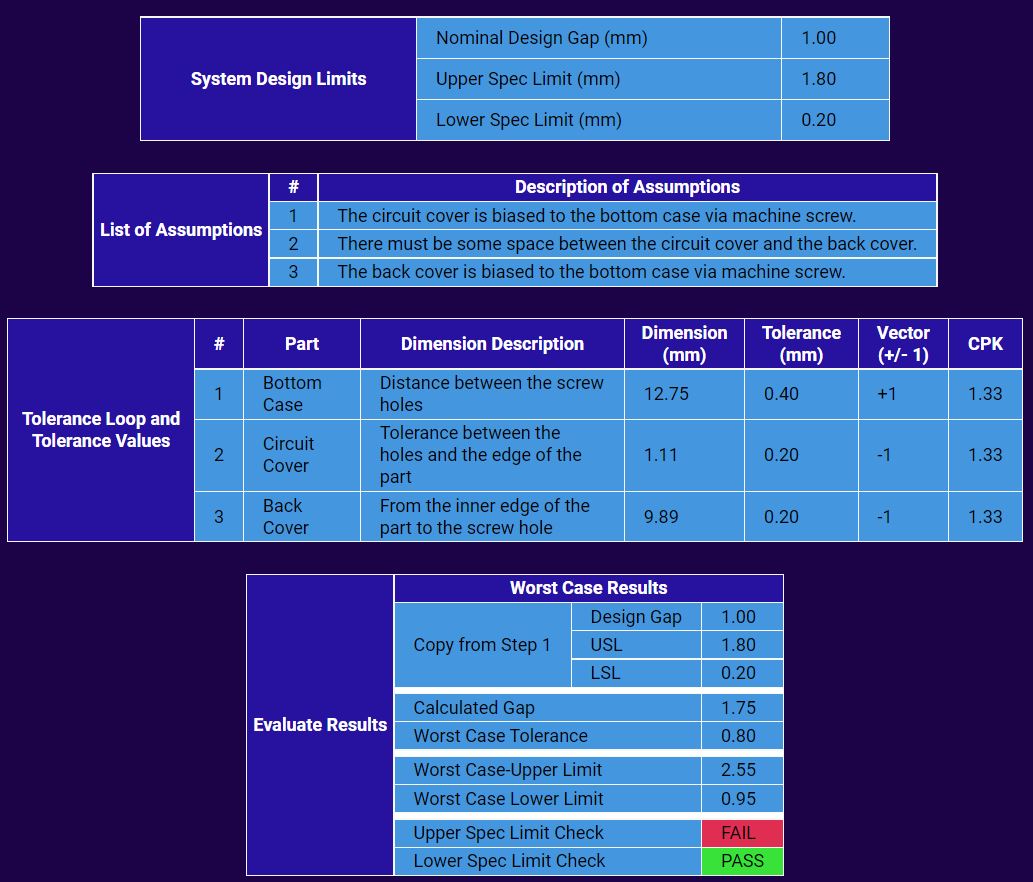 System Design Limits
Nominal Design Gap (mm) 1.00
Upper Spec Limit (mm) 1.80
Lower Spec Limit (mm) 0.20
List of Assumptions
# Description of Assumptions
1 The circuit cover is biased to the bottom case via machine screw.
2 There must be some space between the circuit cover and the back cover.
3 The back cover is biased to the bottom case via machine screw.
Tolerance Loop and
Tolerance Values
# Part Dimension Description Dimension (mm) Tolerance (mm) Vector (+/- 1) CPK
1 Bottom Case Distance between the screw holes 12.75 0.40 +1 1.33
2 Circuit Cover Tolerance between the holes and the edge of the part 1.11 0.20 -1 1.33
3 Back Cover From the inner edge of the part to the screw hole 9.89 0.20 -1 1.33
Evaluate Results
Worst Case Results
Copy from Step 1
Design Gap 1.00
USL 1.80
LSL 0.20
Calculated Gap 1.75
Worst Case Tolerance 0.80
Worst Case-Upper Limit 2.55
Worst Case Lower Limit 0.95
Upper Spec Limit Check FAIL
Lower Spec Limit Check PASS